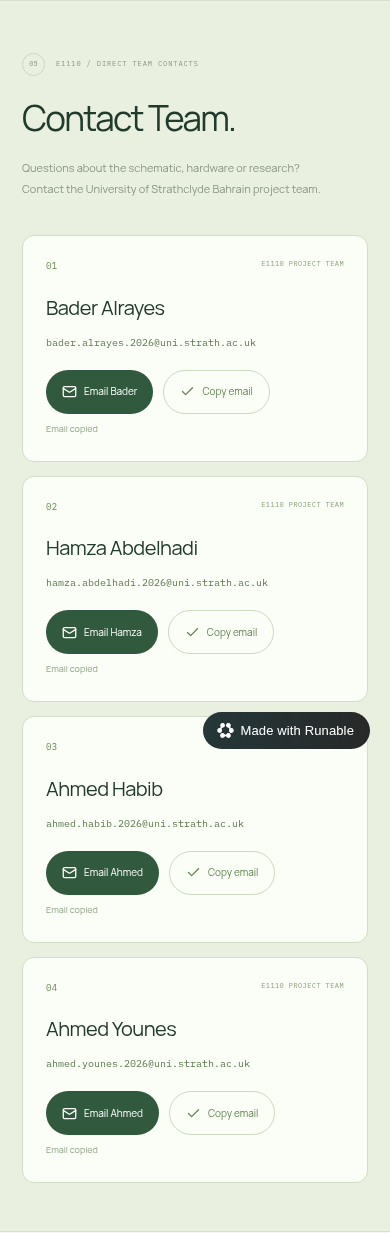 05 E1110 / DIRECT TEAM CONTACTS
Contact Team.
Questions about the schematic, hardware or research?
Contact the University of Strathclyde Bahrain project team.
01 E1110 PROJECT TEAM
Bader Alrayes
bader.alrayes.2026@uni.strath.ac.uk
Email Bader Copy email
Email copied
02 E1110 PROJECT TEAM
Hamza Abdelhadi
hamza.abdelhadi.2026@uni.strath.ac.uk
Email Hamza Copy email
Email copied
Made with Runable
03
Ahmed Habib
ahmed.habib.2026@uni.strath.ac.uk
Email Ahmed Copy email
Email copied
04 E1110 PROJECT TEAM
Ahmed Younes
ahmed.younes.2026@uni.strath.ac.uk
Email Ahmed Copy email
Email copied